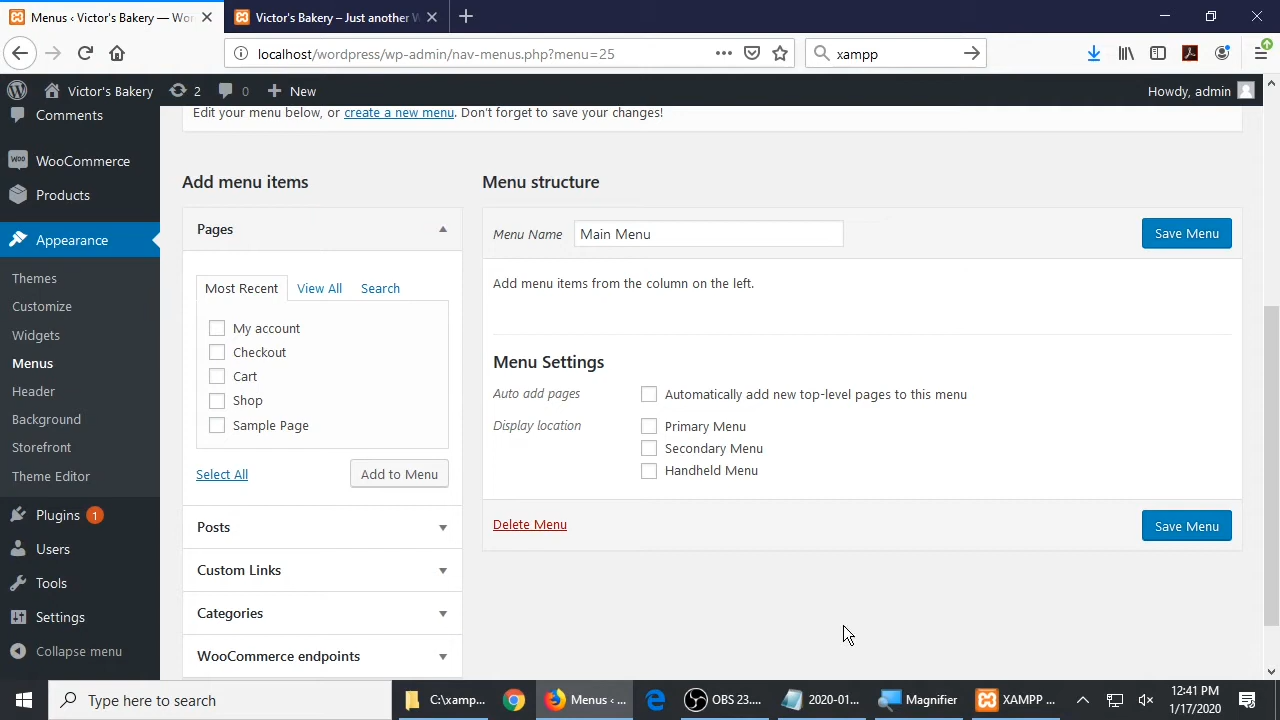 Menus ‹ Victor's Bakery — Wor
Victor's Bakery – Just another W
localhost/wordpress/wp-admin/nav-menus.php?menu=25
xampp
Victor's Bakery
2
0
New
Howdy, admin
Comments
WooCommerce
Products
Appearance
Themes
Customize
Widgets
Menus
Header
Background
Storefront
Theme Editor
Plugins 1
Users
Tools
Settings
Collapse menu
Edit your menu below, or create a new menu. Don't forget to save your changes!
Add menu items
Pages
Most Recent
View All
Search
My account
Checkout
Cart
Shop
Sample Page
Select All
Add to Menu
Posts
Custom Links
Categories
WooCommerce endpoints
Menu structure
Menu Name
Main Menu
Save Menu
Add menu items from the column on the left.
Menu Settings
Auto add pages
Automatically add new top-level pages to this menu
Display location
Primary Menu
Secondary Menu
Handheld Menu
Delete Menu
Save Menu
Type here to search
C:\xamp...
Menus ‹ ...
OBS 23....
2020-01...
Magnifier
XAMPP ...
12:41 PM
1/17/2020